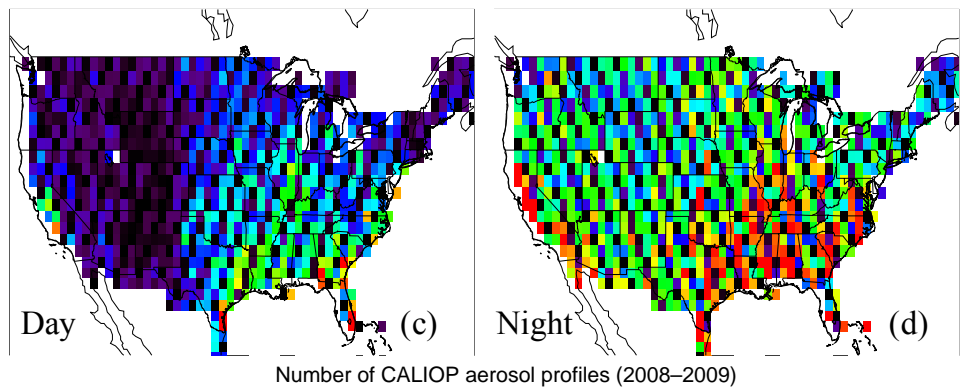 Day (c)
Night (d)
Number of CALIOP aerosol profiles (2008–2009)